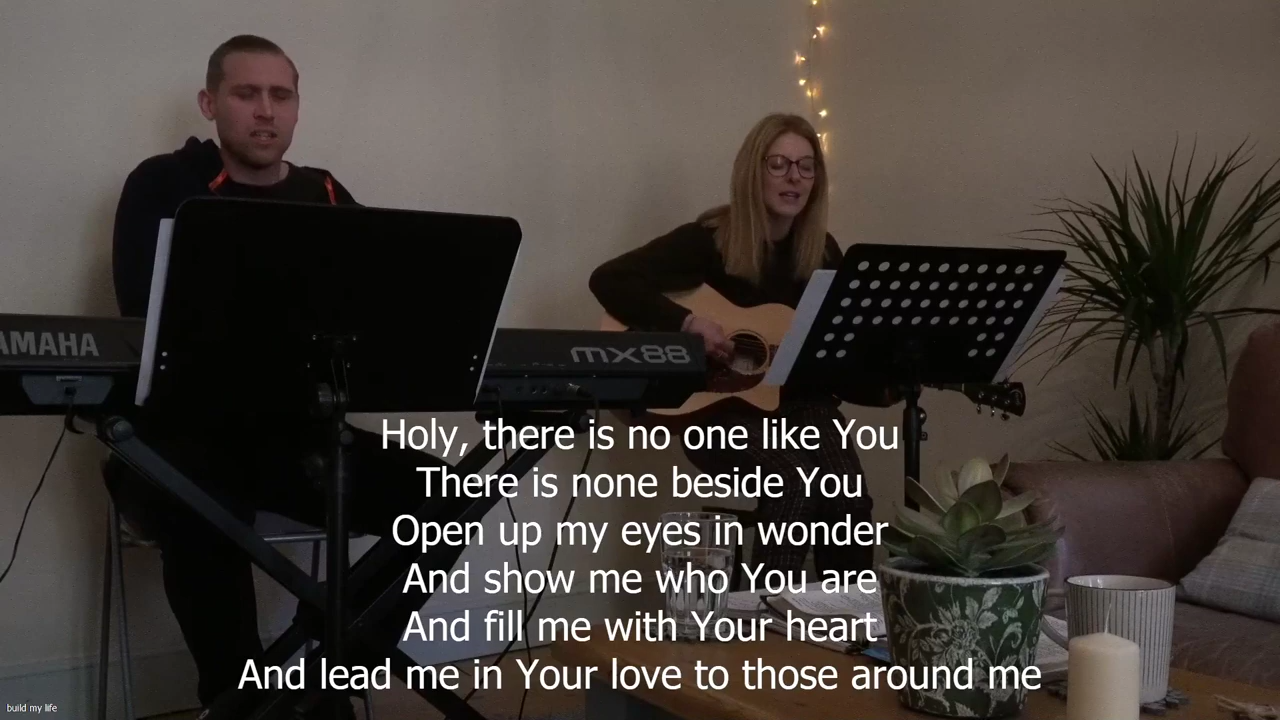 AMAHA
mx88
Holy, there is no one like You
There is none beside You
Open up my eyes in wonder
And show me who You are
And fill me with Your heart
And lead me in Your love to those around me
build my life